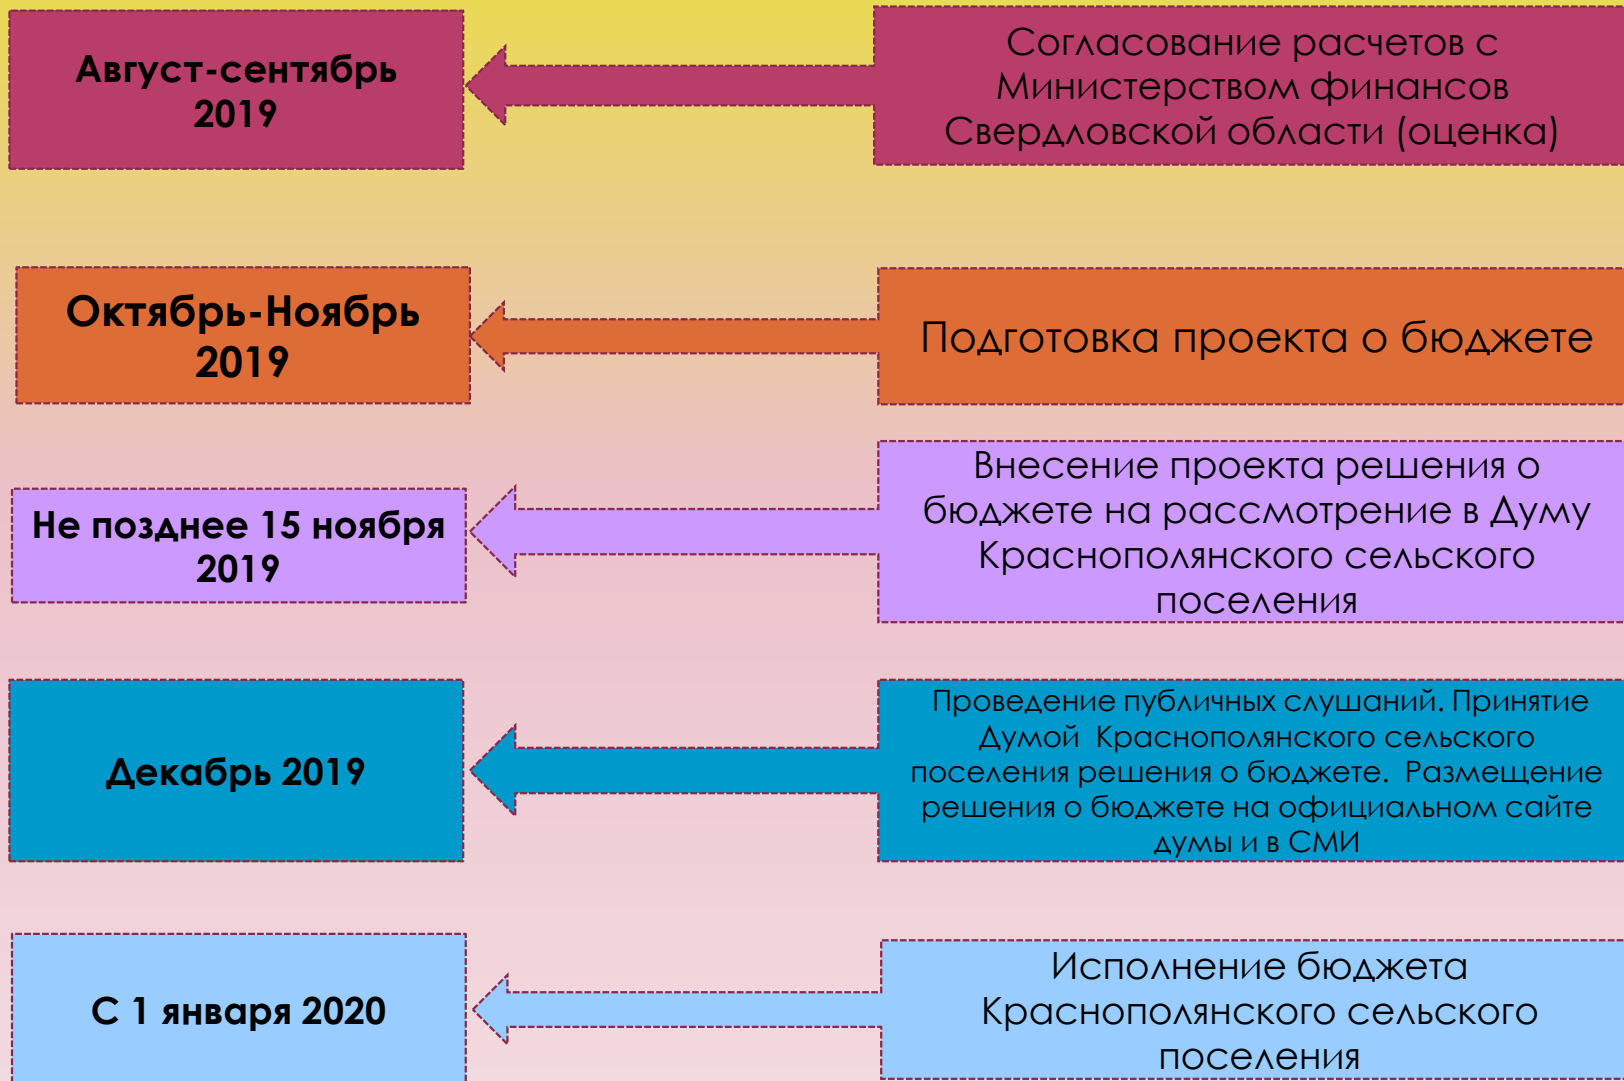 Август-сентябрь
2019
Согласование расчетов с
Министерством финансов
Свердловской области (оценка)
Октябрь-Ноябрь
2019
Подготовка проекта о бюджете
Не позднее 15 ноября
2019
Внесение проекта решения о
бюджете на рассмотрение в Думу
Краснополянского сельского
поселения
Декабрь 2019
Проведение публичных слушаний. Принятие
Думой  Краснополянского сельского
поселения решения о бюджете.  Размещение
решения о бюджете на официальном сайте
думы и в СМИ
С 1 января 2020
Исполнение бюджета
Краснополянского сельского
поселения